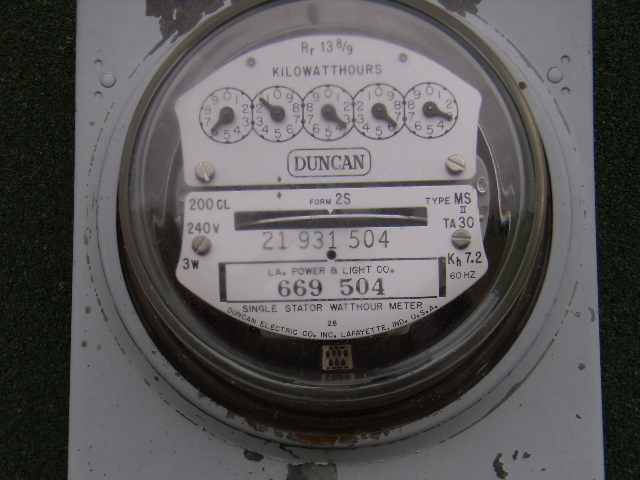 Rr 13 8/9
KILOWATTHOURS
DUNCAN
200 CL FORM 2S TYPE MS
II
240 V TA 30
21 931 504
3W Kh 7.2
LA. POWER & LIGHT CO. 60 HZ
669 504
SINGLE STATOR WATTHOUR METER
DUNCAN ELECTRIC CO. INC. LAFAYETTE, IND. U.S.A.
28